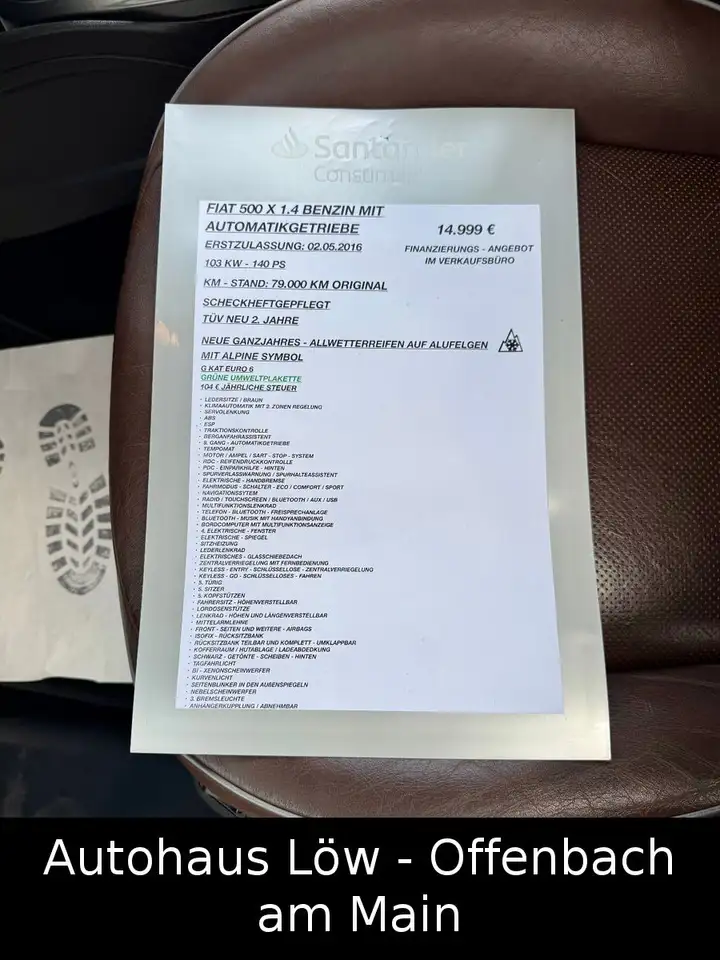 Santander
Consumer
FIAT 500 X 1.4 BENZIN MIT
AUTOMATIKGETRIEBE
14.999 €
ERSTZULASSUNG: 02.05.2016
FINANZIERUNGS - ANGEBOT
IM VERKAUFSBÜRO
103 KW - 140 PS
KM - STAND: 79.000 KM ORIGINAL
SCHECKHEFTGEPFLEGT
TÜV NEU 2. JAHRE
NEUE GANZJAHRES - ALLWETTERREIFEN AUF ALUFELGEN
MIT ALPINE SYMBOL
G KAT EURO 6
GRÜNE UMWELTPLAKETTE
104 € JÄHRLICHE STEUER
· LEDERSITZE / BRAUN
· KLIMAAUTOMATIK MIT 2. ZONEN REGELUNG
· SERVOLENKUNG
· ABS
· ESP
· TRAKTIONSKONTROLLE
· BERGANFAHRASSISTENT
· 9. GANG - AUTOMATIKGETRIEBE
· TEMPOMAT
· MOTOR / AMPEL / SART - STOP - SYSTEM
· RDC - REIFENDRUCKKONTROLLE
· PDC - EINPARKHILFE - HINTEN
· SPURVERLASSWARNUNG / SPURHALTEASSISTENT
· ELEKTRISCHE - HANDBREMSE
· FAHRMODUS - SCHALTER - ECO / COMFORT / SPORT
· NAVIGATIONSSYTEM
· RADIO / TOUCHSCREEN / BLUETOOTH / AUX / USB
· MULTIFUNKTIONSLENKRAD
· TELEFON - BLUETOOTH - FREISPRECHANLAGE
· BLUETOOTH - MUSIK MIT HANDYANBINDUNG
· BORDCOMPUTER MIT MULTIFUNKTIONSANZEIGE
· 4. ELEKTRISCHE - FENSTER
· ELEKTRISCHE - SPIEGEL
· SITZHEIZUNG
· LEDERLENKRAD
· ELEKTRISCHES - GLASSCHIEBEDACH
· ZENTRALVERRIEGELUNG MIT FERNBEDIENUNG
· KEYLESS - ENTRY - SCHLÜSSELLOSE - ZENTRALVERRIEGELUNG
· KEYLESS - GO - SCHLÜSSELLOSES - FAHREN
· 5. TÜRIG
· 5. SITZER
· 5. KOPFSTÜTZEN
· FAHRERSITZ - HÖHENVERSTELLBAR
· LORDOSENSTÜTZE
· LENKRAD - HÖHEN UND LÄNGENVERSTELLBAR
· MITTELARMLEHNE
· FRONT - SEITEN UND WEITERE - AIRBAGS
· ISOFIX - RÜCKSITZBANK
· RÜCKSITZBANK TEILBAR UND KOMPLETT - UMKLAPPBAR
· KOFFERRAUM / HUTABLAGE / LADEABDEDKUNG
· SCHWARZ - GETÖNTE - SCHEIBEN - HINTEN
· TAGFAHRLICHT
· BI - XENONSCHEINWERFER
· KURVENLICHT
· SEITENBLINKER IN DEN AUßENSPIEGELN
· NEBELSCHEINWERFER
· 3. BREMSLEUCHTE
· ANHÄNGERKUPPLUNG / ABNEHMBAR
Autohaus Löw - Offenbach
am Main